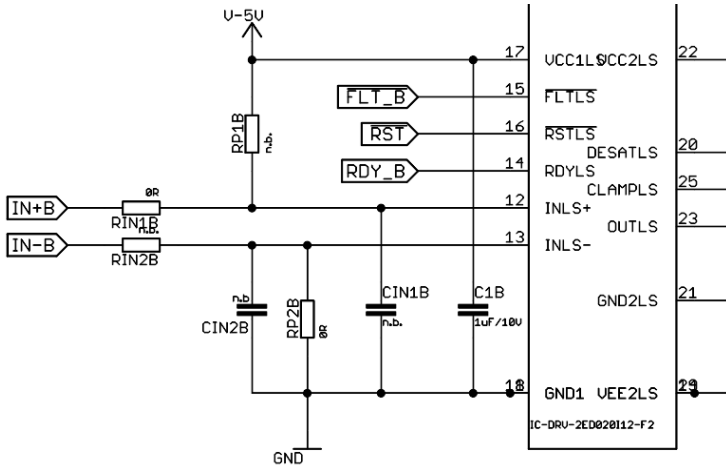 V-5V
17 VCC1LS VCC2LS 22
FLT_B 15 FLTLS
RP1B n.b.
RST 16 RSTLS
DESATLS 20
RDY_B 14 RDYLS
CLAMPLS 25
IN+B 0R 12 INLS+
RIN1B
OUTLS 23
IN-B n.b. 13 INLS-
RIN2B
CIN1B C1B
GND2LS 21
CIN2B RP2B 0R n.b. 1uF/10V
18 GND1 VEE2LS
IC-DRV-2ED020I12-F2
GND